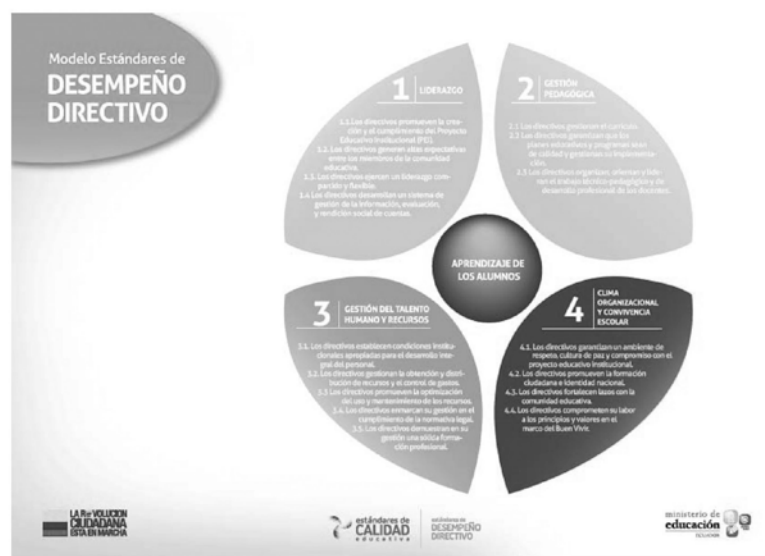 Modelo Estándares de
DESEMPEÑO
DIRECTIVO
1 LIDERAZGO
1.1 Los directivos promueven la crea-
ción y el cumplimiento del Proyecto
Educativo Institucional (PEI).
1.2. Los directivos generan altas expectativas
entre los miembros de la comunidad
educativa.
1.3. Los directivos ejercen un liderazgo com-
partido y flexible.
1.4 Los directivos desarrollan un sistema de
gestión de la información, evaluación,
y rendición social de cuentas.
2 GESTIÓN
PEDAGÓGICA
2.1 Los directivos gestionan el currículo.
2.2 Los directivos garantizan que los
planes educativos y programas sean
de calidad y gestionan su implementa-
ción.
2.3 Los directivos organizan, orientan y lide-
ran el trabajo técnico-pedagógico y de
desarrollo profesional de los docentes.
APRENDIZAJE DE
LOS ALUMNOS
3 GESTIÓN DEL TALENTO
HUMANO Y RECURSOS
3.1. Los directivos establecen condiciones institu-
cionales apropiadas para el desarrollo inte-
gral del personal.
3.2. Los directivos gestionan la obtención y distri-
bución de recursos y el control de gastos.
3.3 Los directivos promueven la optimización
del uso y mantenimiento de los recursos.
3.4. Los directivos enmarcan su gestión en el
cumplimiento de la normativa legal.
3.5. Los directivos demuestran en su
gestión una sólida forma-
ción profesional.
4 CLIMA
ORGANIZACIONAL
Y CONVIVENCIA
ESCOLAR
4.1. Los directivos garantizan un ambiente de
respeto, cultura de paz y compromiso con el
proyecto educativo institucional.
4.2. Los directivos promueven la formación
ciudadana e identidad nacional.
4.3. Los directivos fortalecen lazos con la
comunidad educativa.
4.4. Los directivos comprometen su labor
a los principios y valores en el
marco del Buen Vivir.
LA REVOLUCION
CIUDADANA
ESTA EN MARCHA
estándares de
CALIDAD
educativa
estándares de
DESEMPEÑO
DIRECTIVO
ministerio de
educación
ECUADOR